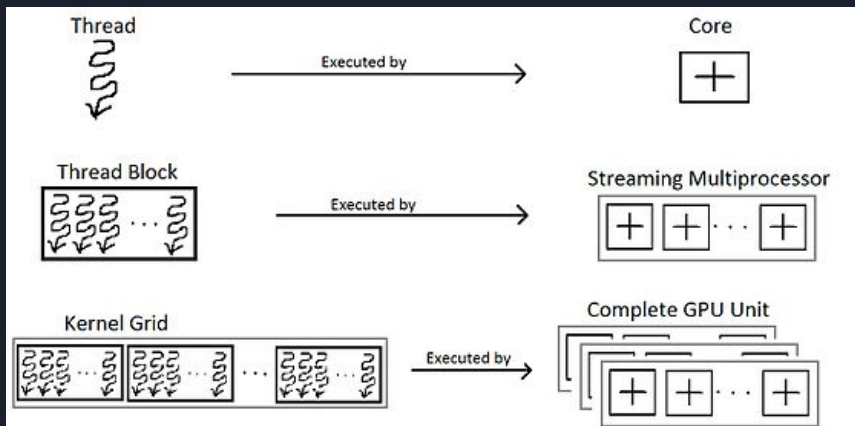 Thread
Core
Executed by
Thread Block
Streaming Multiprocessor
Executed by
Kernel Grid
Complete GPU Unit
Executed by